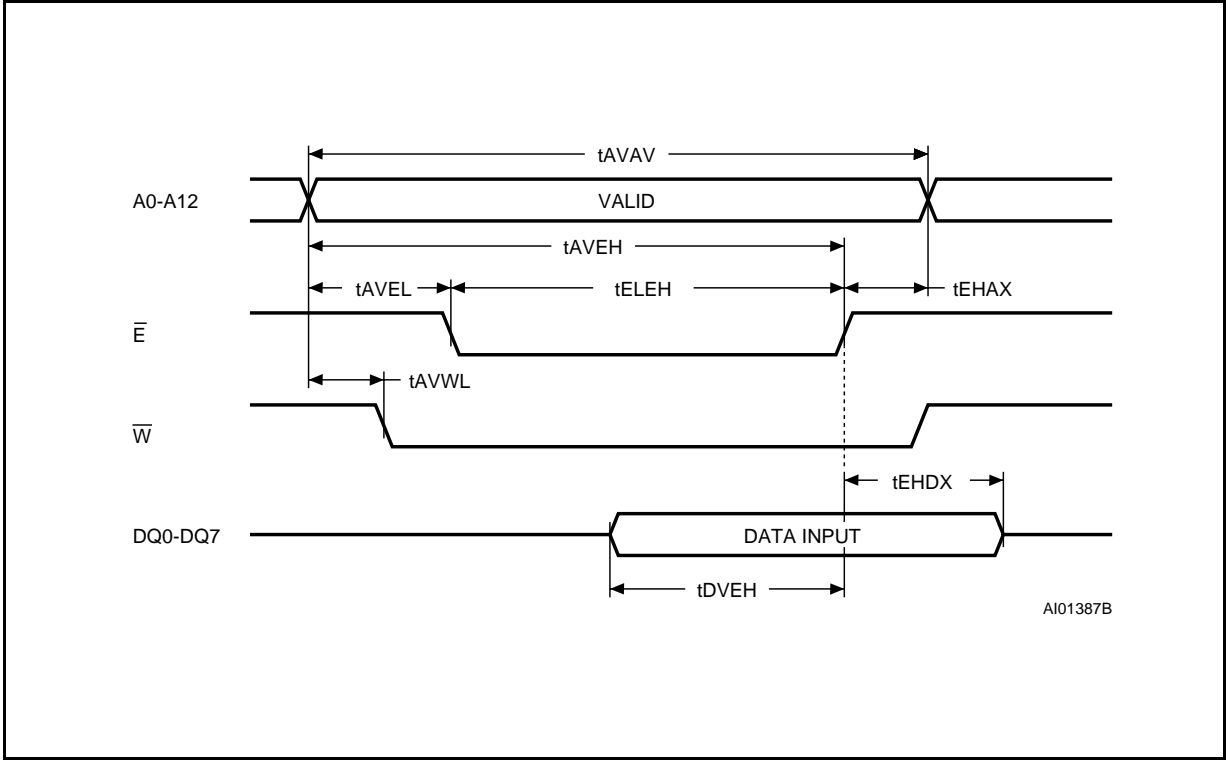 tAVAV
A0-A12
VALID
tAVEH
tAVEL
tELEH
tEHAX
E̅
tAVWL
W̅
tEHDX
DQ0-DQ7
DATA INPUT
tDVEH
AI01387B